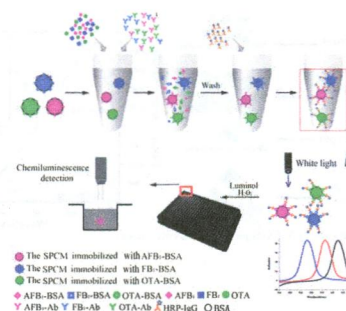 Wash
Chemiluminescence
detection
Luminol
H₂O₂
White light
The SPCM immobilized with AFB₁-BSA
The SPCM immobilized with FB₁-BSA
The SPCM immobilized with OTA-BSA
AFB₁-BSA FB₁-BSA OTA-BSA AFB₁ FB₁ OTA
AFB₁-Ab FB₁-Ab OTA-Ab HRP-IgG BSA